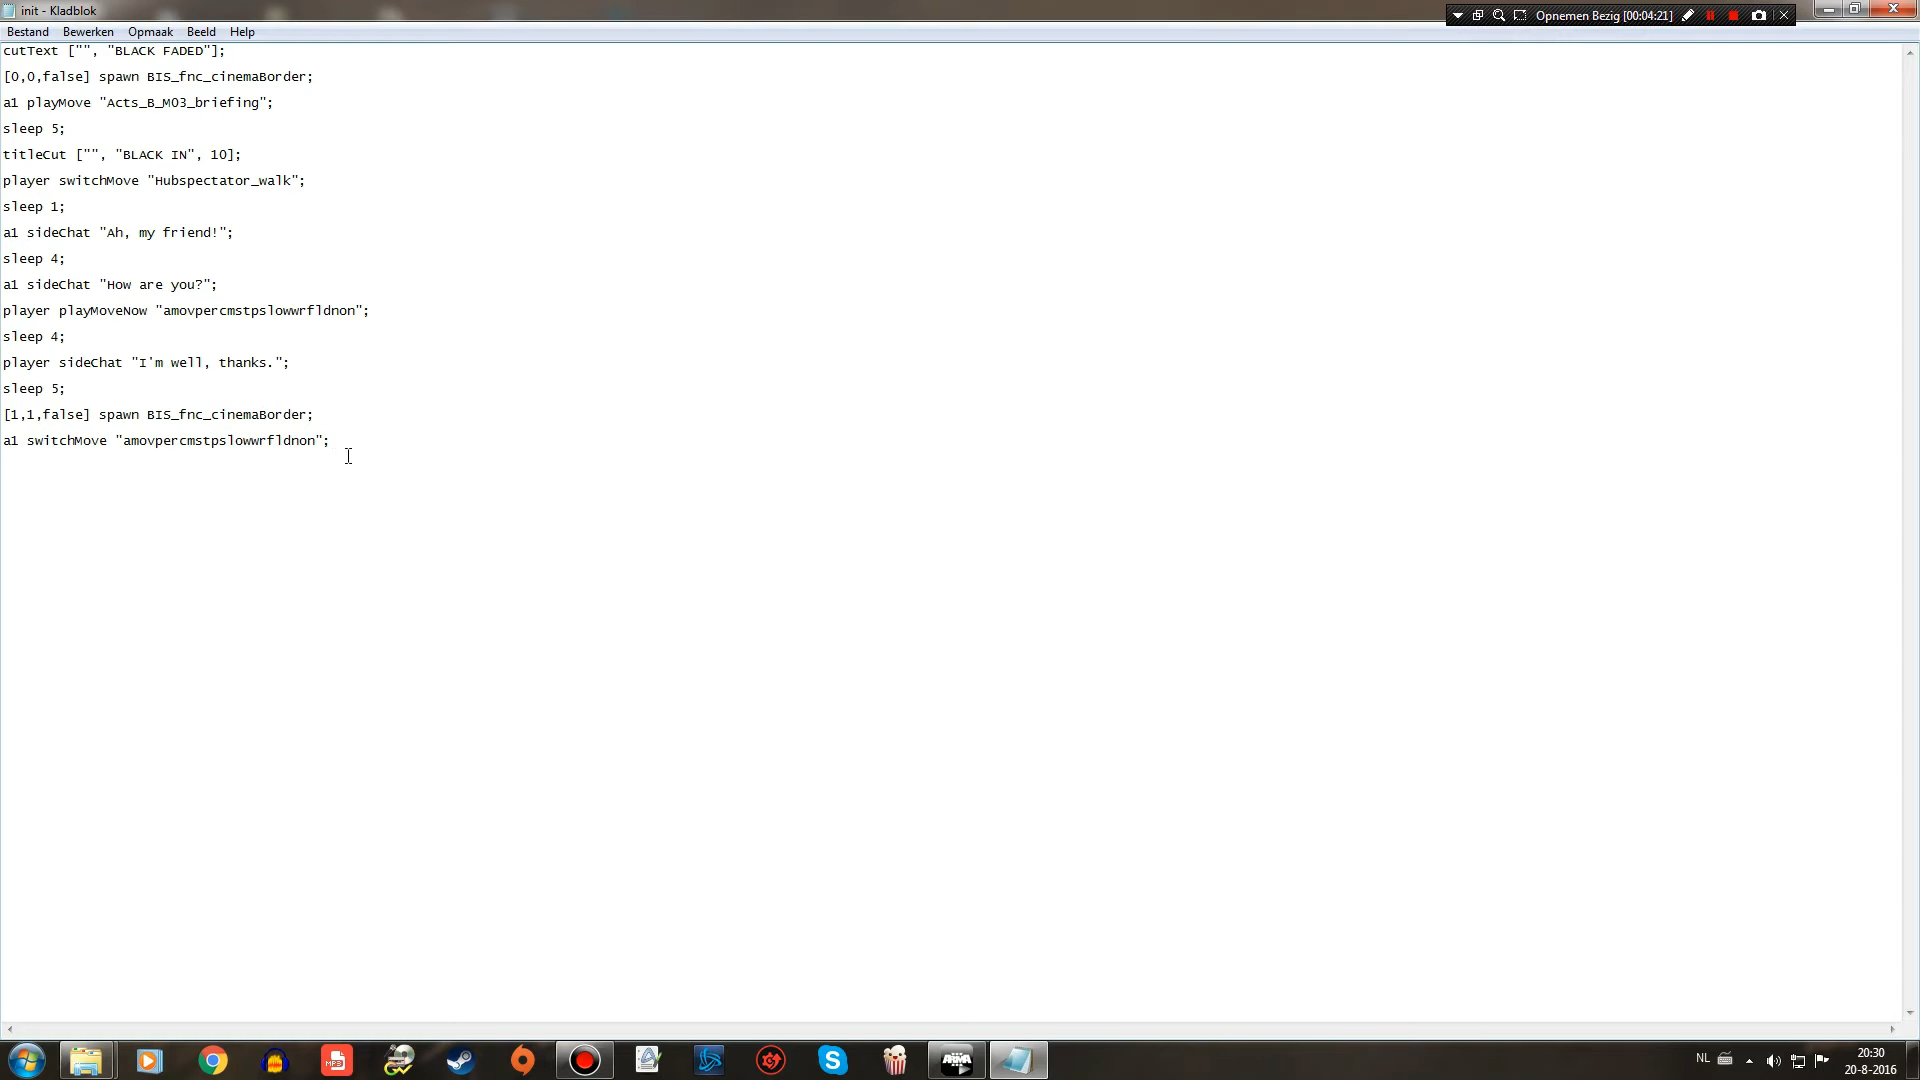 init - Kladblok
Opnemen Bezig [00:04:21]
Bestand Bewerken Opmaak Beeld Help
cutText ["", "BLACK FADED"];
[0,0,false] spawn BIS_fnc_cinemaBorder;
a1 playMove "Acts_B_M03_briefing";
sleep 5;
titleCut ["", "BLACK IN", 10];
player switchMove "Hubspectator_walk";
sleep 1;
a1 sideChat "Ah, my friend!";
sleep 4;
a1 sideChat "How are you?";
player playMoveNow "amovpercmstpslowwrfldnon";
sleep 4;
player sideChat "I'm well, thanks.";
sleep 5;
[1,1,false] spawn BIS_fnc_cinemaBorder;
a1 switchMove "amovpercmstpslowwrfldnon";
MP3
ARMA
NL
20:30
20-8-2016